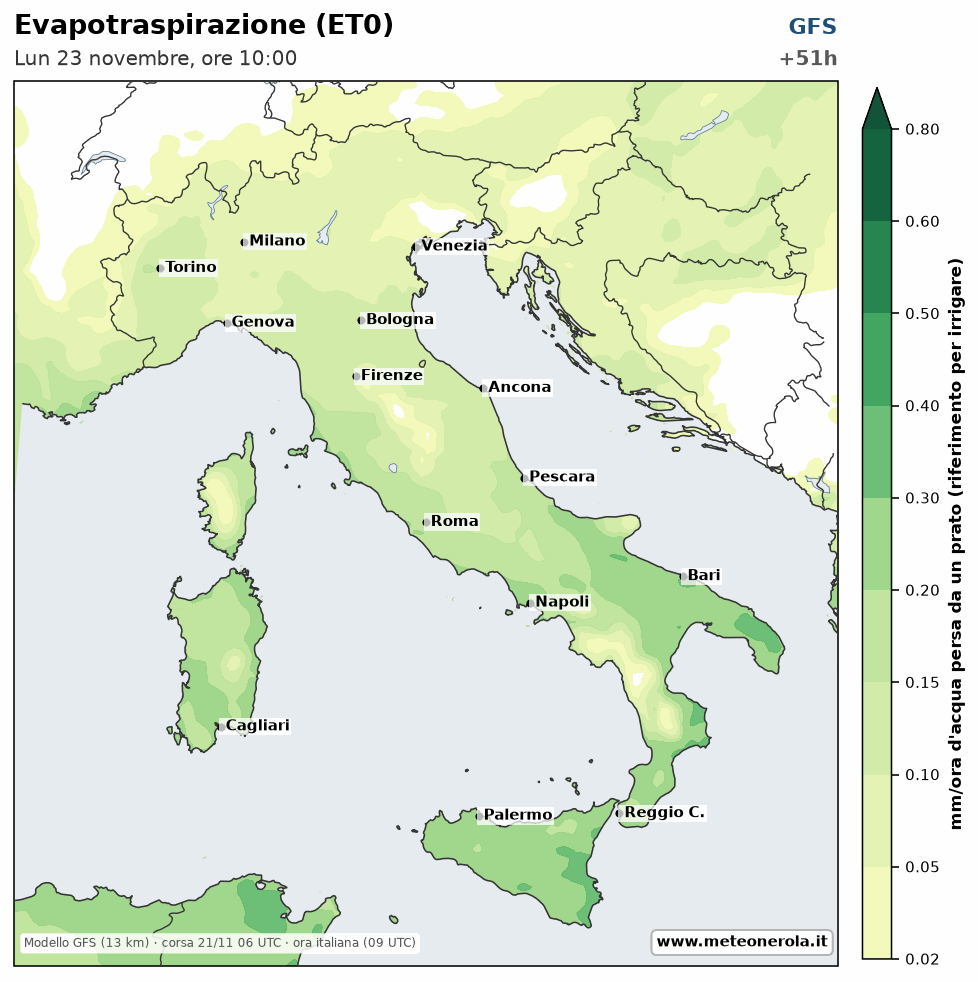 Evapotraspirazione (ET0)
GFS
Lun 23 novembre, ore 10:00
+51h
Milano
Venezia
Torino
Genova
Bologna
Firenze
Ancona
Pescara
Roma
Bari
Napoli
Cagliari
Palermo
Reggio C.
0.80
0.60
0.50
0.40
0.30
0.20
0.15
0.10
0.05
0.02
mm/ora d'acqua persa da un prato (riferimento per irrigare)
Modello GFS (13 km) · corsa 21/11 06 UTC · ora italiana (09 UTC)
www.meteonerola.it